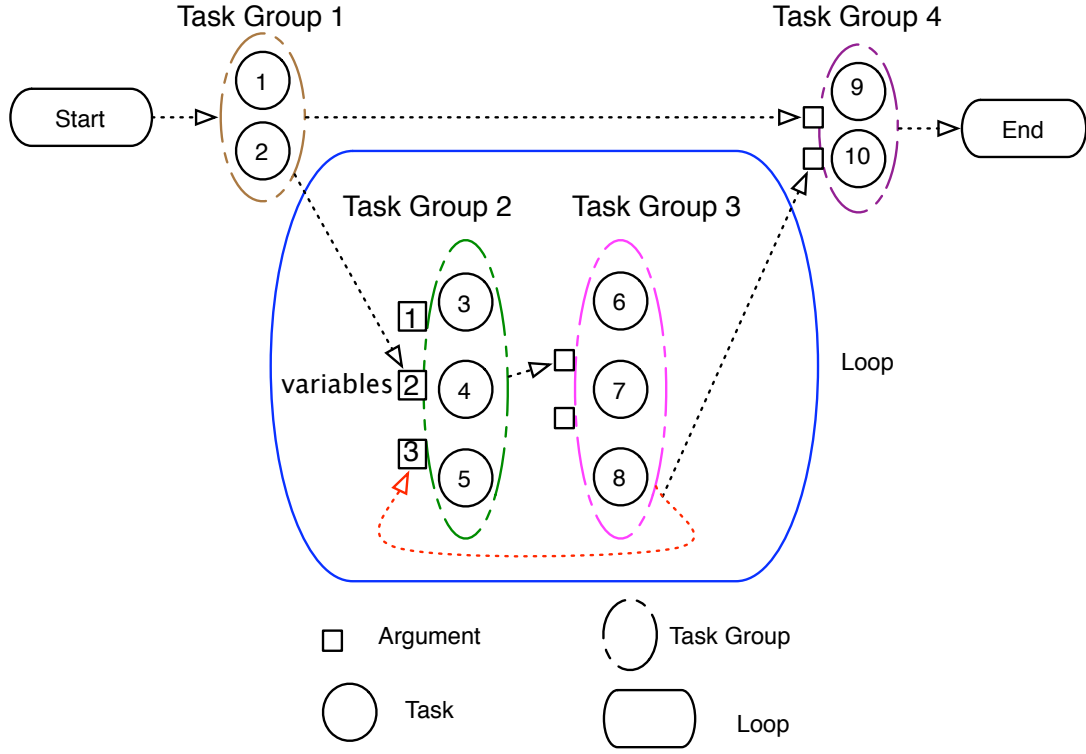 Task Group 1
Task Group 4
1
9
Start
End
2
10
Task Group 2
Task Group 3
3
6
1
Loop
variables
2
4
7
3
5
8
Argument
Task Group
Task
Loop